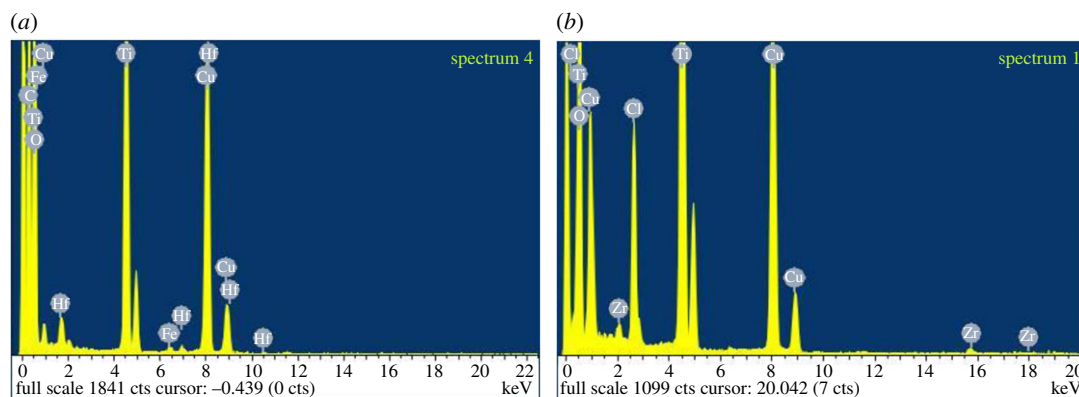 (a)
spectrum 4
Cu
Fe
C
Ti
O
Hf
Ti
Hf
Cu
Fe
Hf
Cu
Hf
Hf
0 2 4 6 8 10 12 14 16 18 20 22
keV
full scale 1841 cts cursor: –0.439 (0 cts)
(b)
spectrum 1
Cl
Ti
Cu
O
Zr
Cl
Ti
Cu
Cu
Zr
Zr
0 2 4 6 8 10 12 14 16 18 20
keV
full scale 1099 cts cursor: 20.042 (7 cts)